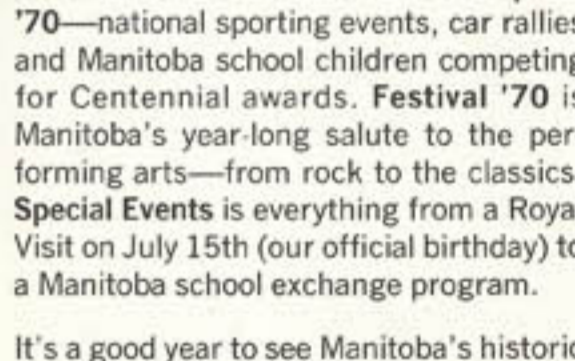 '70—national sporting events, car rallies
and Manitoba school children competing
for Centennial awards. Festival '70 is
Manitoba's year-long salute to the per
forming arts—from rock to the classics.
Special Events is everything from a Roya
Visit on July 15th (our official birthday) to
a Manitoba school exchange program.
It's a good year to see Manitoba's historic